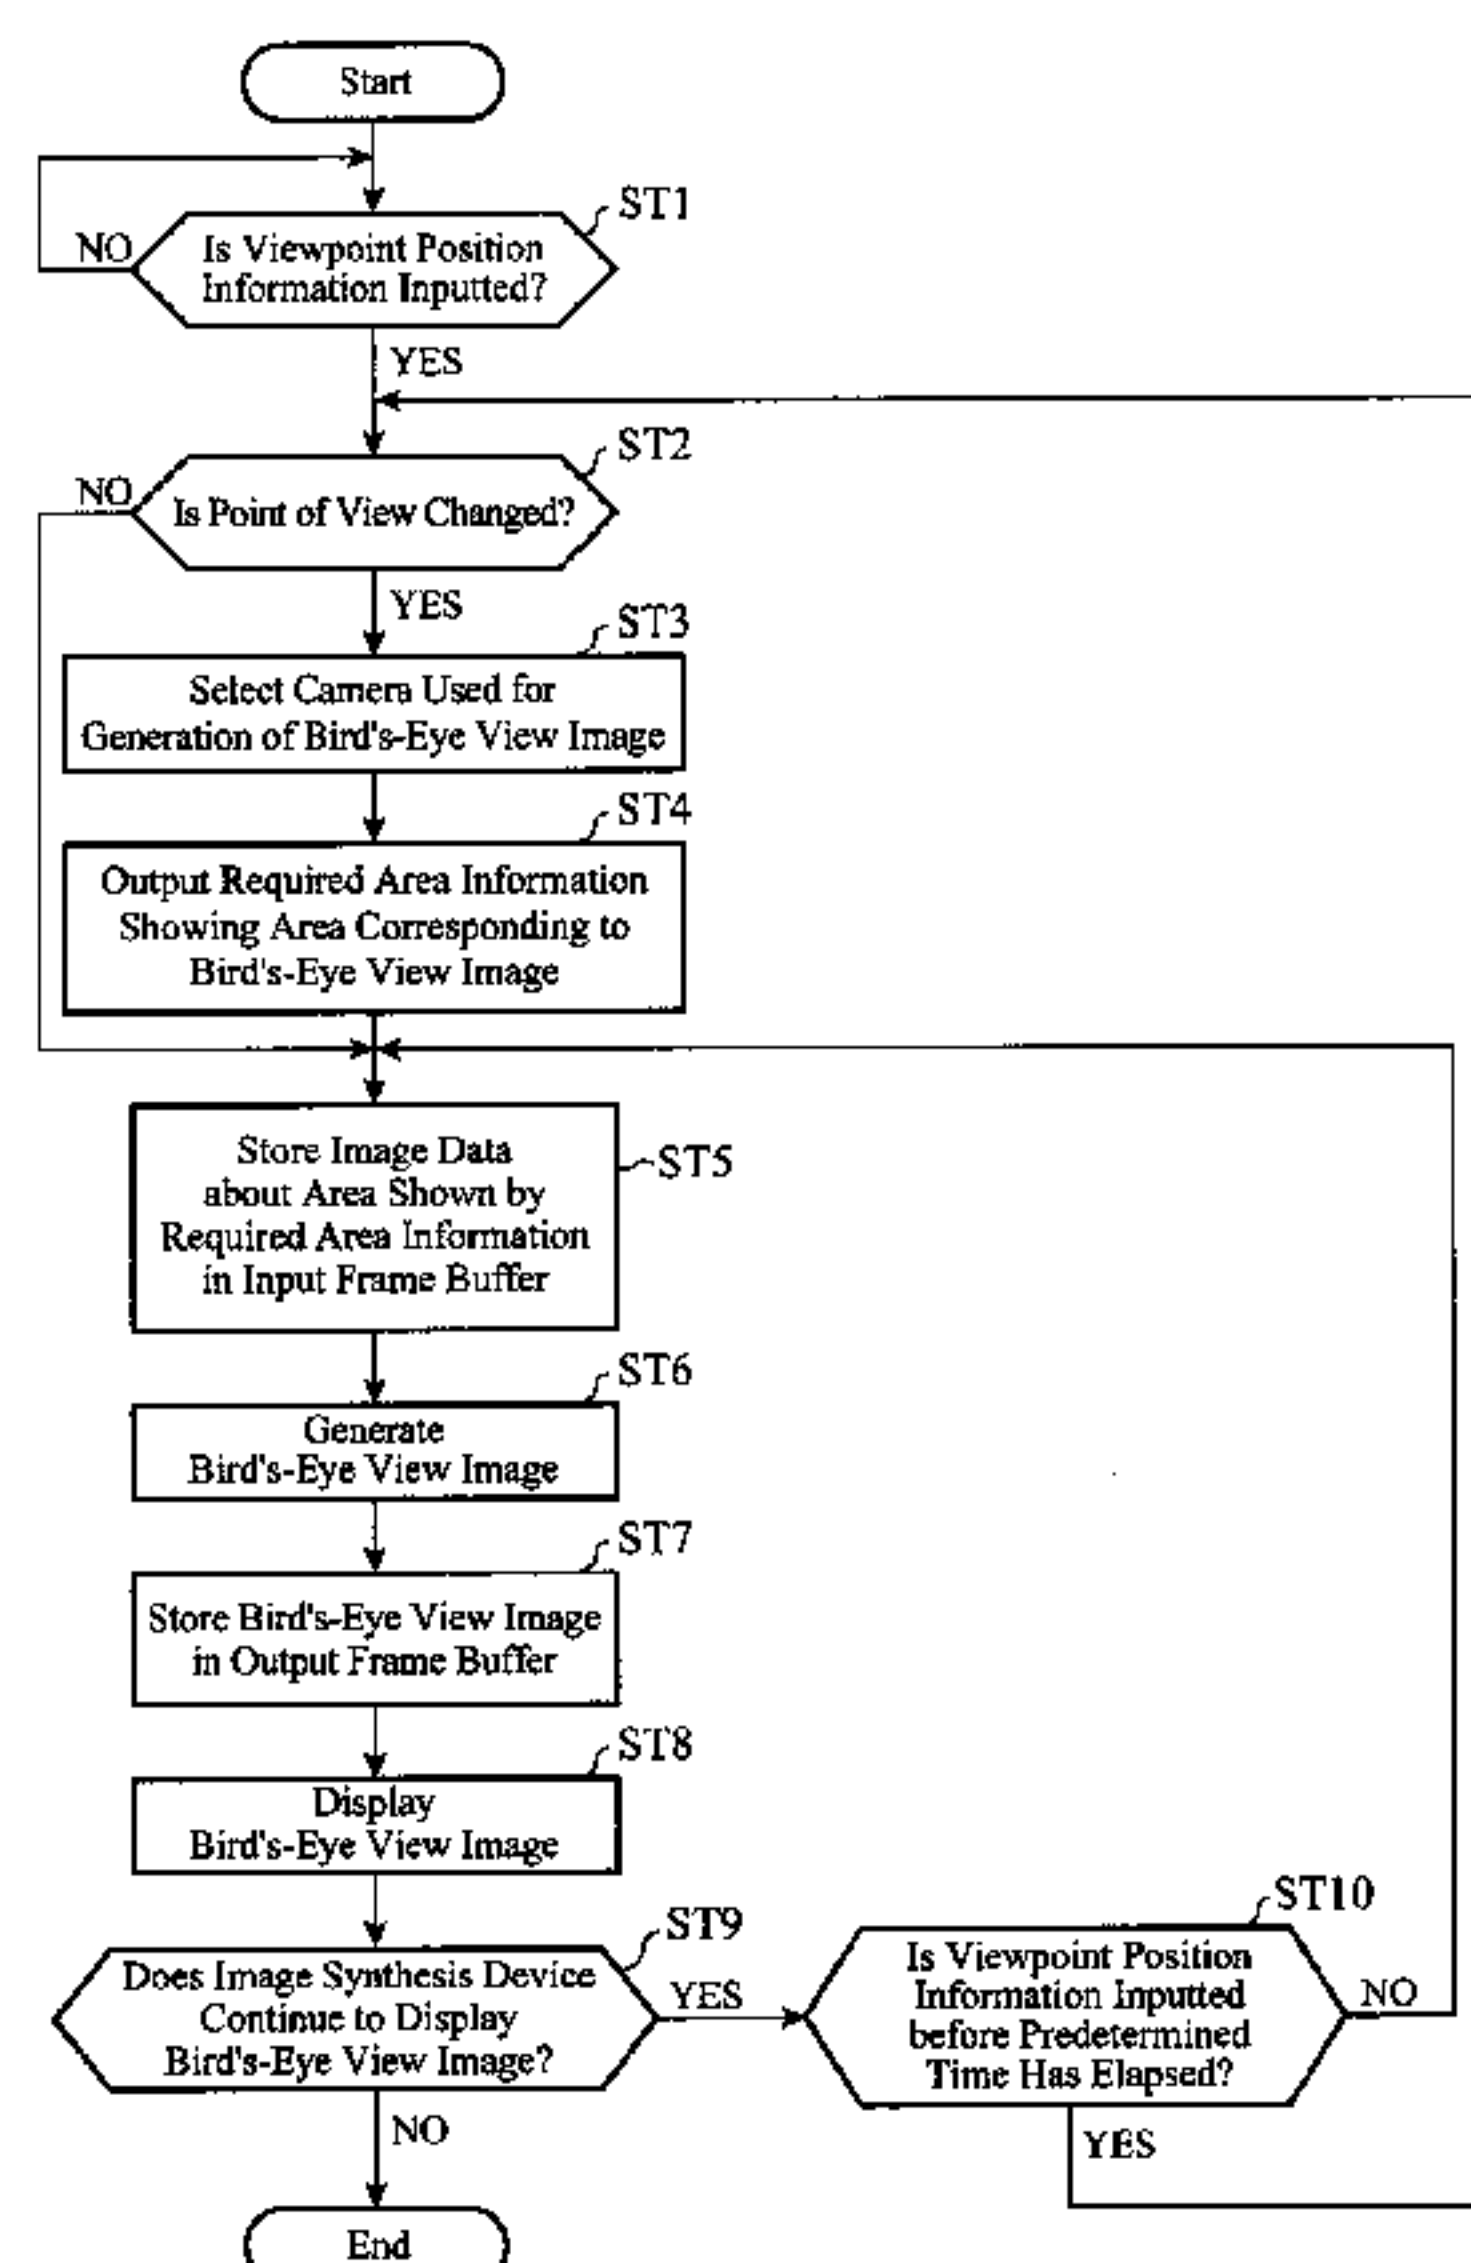 Start
ST1
NO
Is Viewpoint Position
Information Inputted?
YES
ST2
NO
Is Point of View Changed?
YES
ST3
Select Camera Used for
Generation of Bird's-Eye View Image
ST4
Output Required Area Information
Showing Area Corresponding to
Bird's-Eye View Image
Store Image Data
about Area Shown by
Required Area Information
in Input Frame Buffer
ST5
ST6
Generate
Bird's-Eye View Image
ST7
Store Bird's-Eye View Image
in Output Frame Buffer
ST8
Display
Bird's-Eye View Image
ST9
Does Image Synthesis Device
Continue to Display
Bird's-Eye View Image?
YES
ST10
Is Viewpoint Position
Information Inputted
before Predetermined
Time Has Elapsed?
NO
NO
YES
End